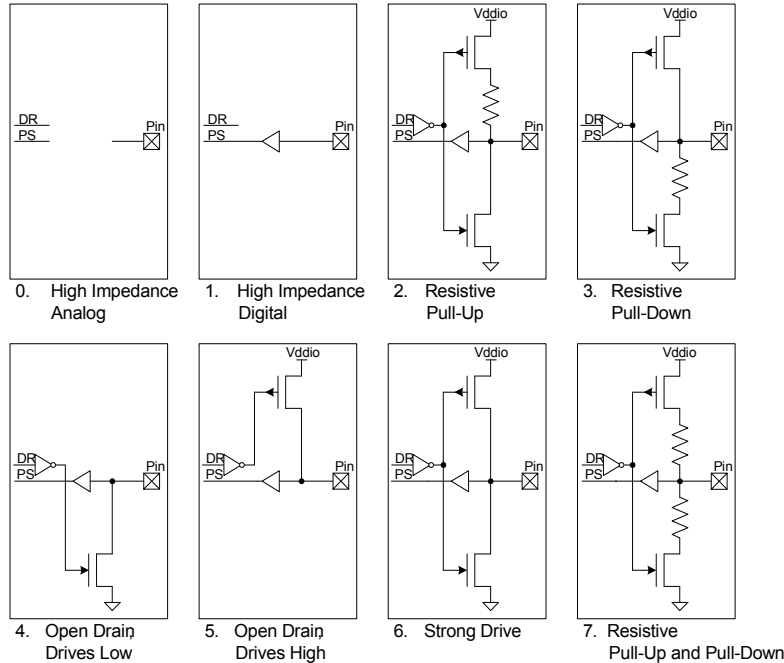 Vddio
Vddio
DR
PS
Pin
DR
PS
Pin
DR
PS
Pin
DR
PS
Pin
0. High Impedance
Analog
1. High Impedance
Digital
2. Resistive
Pull-Up
3. Resistive
Pull-Down
Vddio
Vddio
Vddio
DR
PS
Pin
DR
PS
Pin
DR
PS
Pin
DR
PS
Pin
4. Open Drain,
Drives Low
5. Open Drain,
Drives High
6. Strong Drive
7. Resistive
Pull-Up and Pull-Down